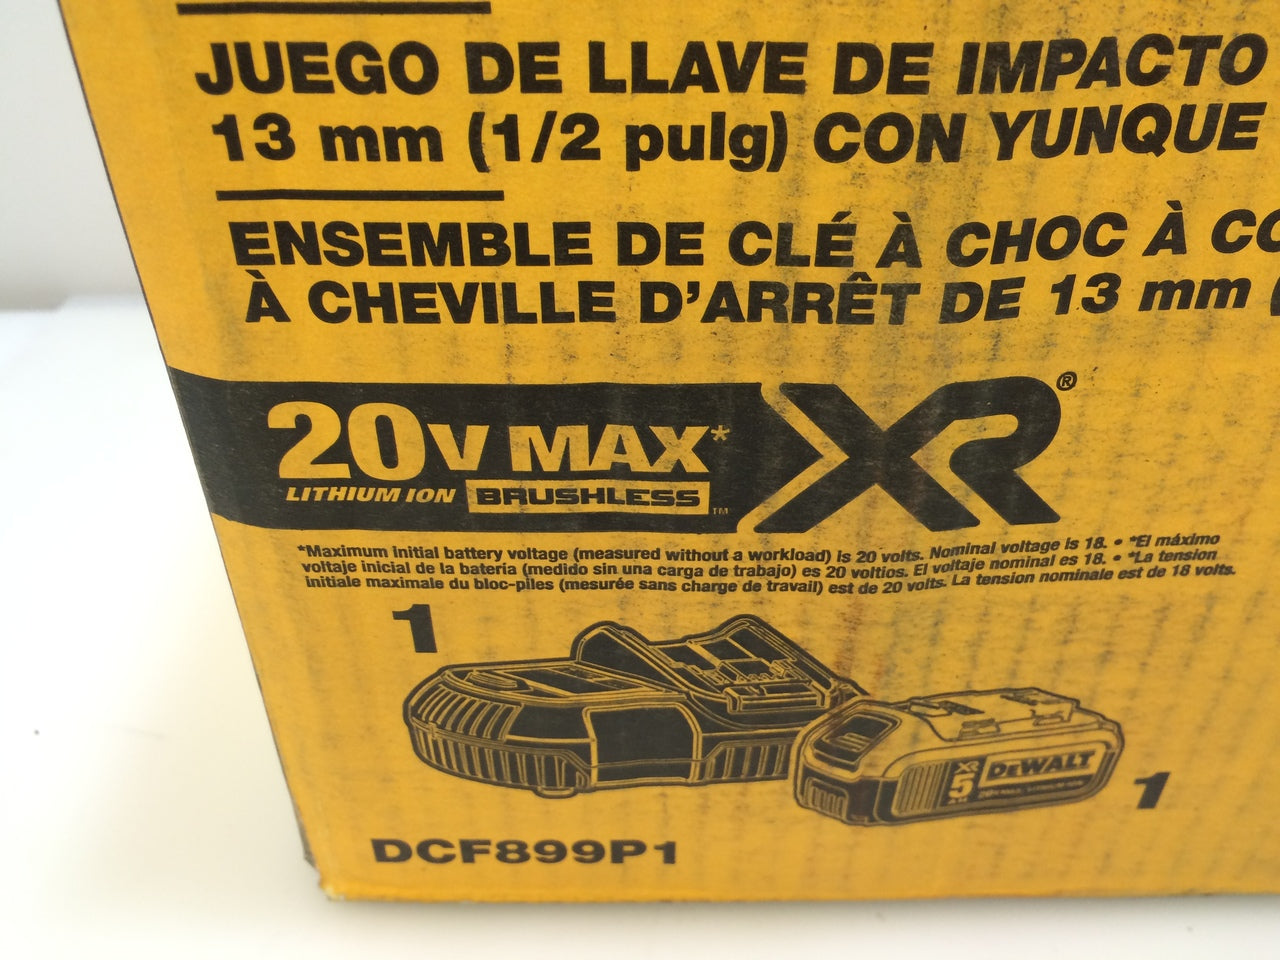 JUEGO DE LLAVE DE IMPACTO
13 mm (1/2 pulg) CON YUNQUE
ENSEMBLE DE CLÉ À CHOC À CO
À CHEVILLE D'ARRÊT DE 13 mm (
20V MAX* XR®
LITHIUM ION BRUSHLESS™
*Maximum initial battery voltage (measured without a workload) is 20 volts. Nominal voltage is 18. • *El máximo
voltaje inicial de la batería (medido sin una carga de trabajo) es 20 voltios. El voltaje nominal es 18. • *La tension
initiale maximale du bloc-piles (mesurée sans charge de travail) est de 20 volts. La tension nominale est de 18 volts.
1
XR
5
AH
DEWALT
1
DCF899P1